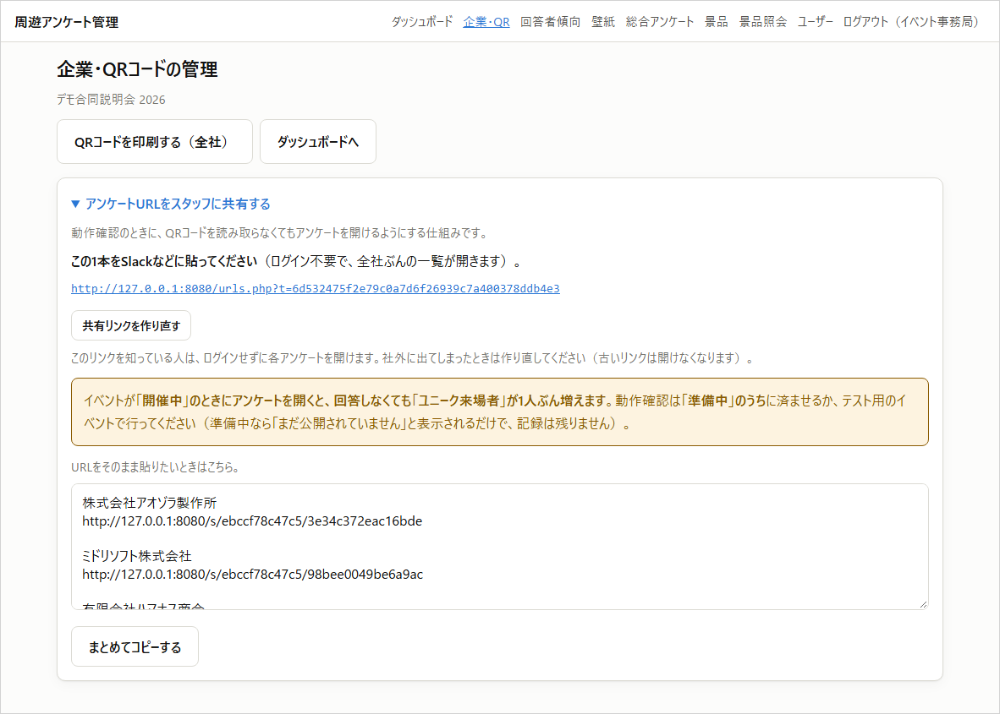 周遊アンケート管理
ダッシュボード 企業・QR 回答者傾向 壁紙 総合アンケート 景品 景品照会 ユーザー ログアウト（イベント事務局）
企業・QRコードの管理
デモ合同説明会 2026
QRコードを印刷する（全社） ダッシュボードへ
▼ アンケートURLをスタッフに共有する
動作確認のときに、QRコードを読み取らなくてもアンケートを開けるようにする仕組みです。
この1本をSlackなどに貼ってください（ログイン不要で、全社ぶんの一覧が開きます）。
http://127.0.0.1:8080/urls.php?t=6d532475f2e79c0a7d6f26939c7a400378ddb4e3
共有リンクを作り直す
このリンクを知っている人は、ログインせずに各アンケートを開けます。社外に出てしまったときは作り直してください（古いリンクは開けなくなります）。
イベントが「開催中」のときにアンケートを開くと、回答しなくても「ユニーク来場者」が1人ぶん増えます。動作確認は「準備中」のうちに済ませるか、テスト用のイ
ベントで行ってください（準備中なら「まだ公開されていません」と表示されるだけで、記録は残りません）。
URLをそのまま貼りたいときはこちら。
株式会社アオゾラ製作所
http://127.0.0.1:8080/s/ebccf78c47c5/3e34c372eac16bde
ミドリソフト株式会社
http://127.0.0.1:8080/s/ebccf78c47c5/98bee0049be6a9ac
有限会社ハマナス商会
まとめてコピーする